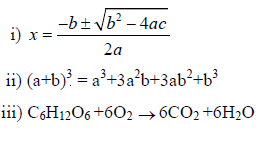 i) x = (−b ± √(b² − 4ac)) / 2a
ii) (a+b)³. = a³+3a²b+3ab²+b³
iii) C₆H₁₂O₆ +6O₂ → 6CO₂ +6H₂O